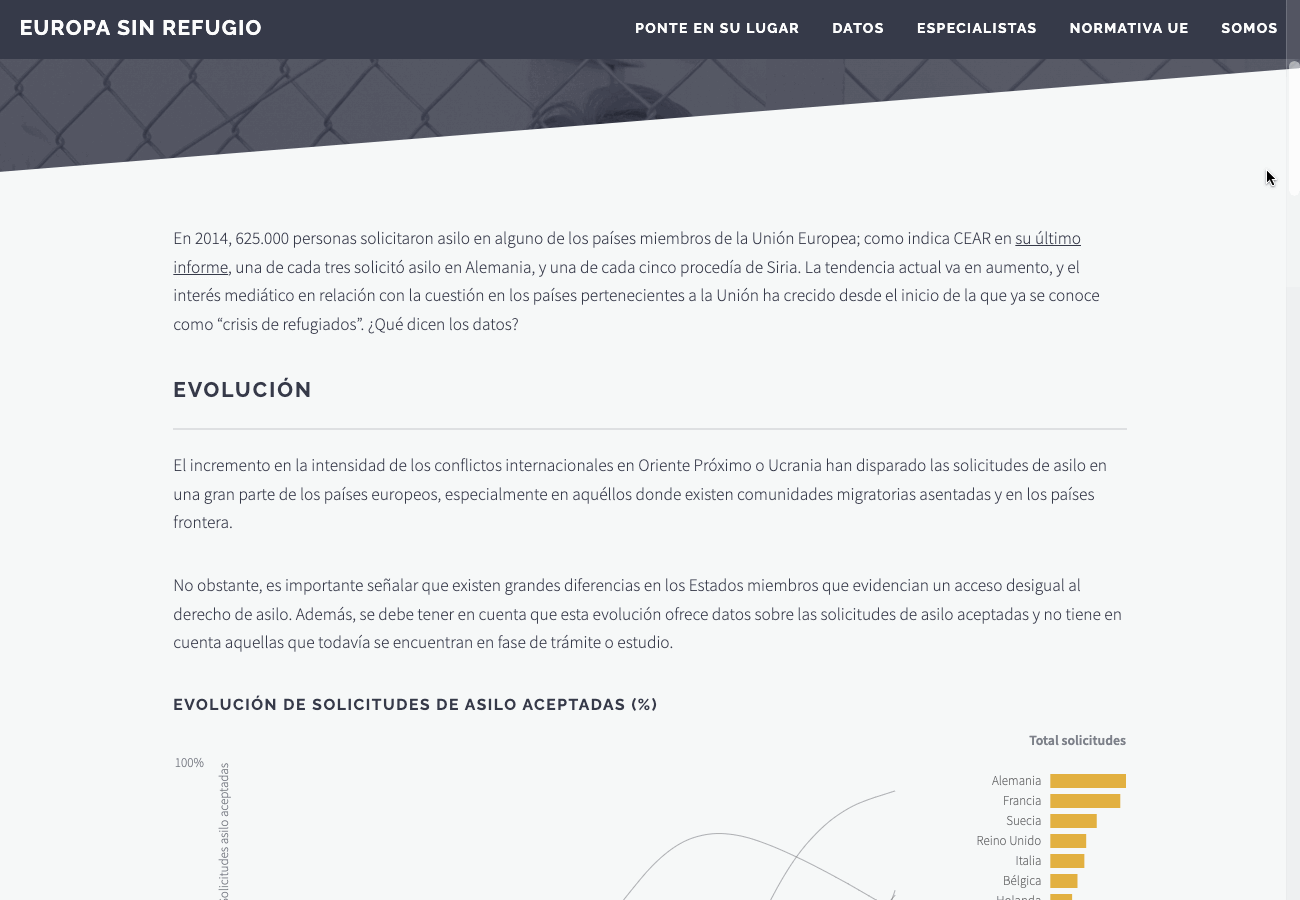 EUROPA SIN REFUGIO
PONTE EN SU LUGAR DATOS ESPECIALISTAS NORMATIVA UE SOMOS
En 2014, 625.000 personas solicitaron asilo en alguno de los países miembros de la Unión Europea; como indica CEAR en su último
informe, una de cada tres solicitó asilo en Alemania, y una de cada cinco procedía de Siria. La tendencia actual va en aumento, y el
interés mediático en relación con la cuestión en los países pertenecientes a la Unión ha crecido desde el inicio de la que ya se conoce
como “crisis de refugiados”. ¿Qué dicen los datos?
EVOLUCIÓN
El incremento en la intensidad de los conflictos internacionales en Oriente Próximo o Ucrania han disparado las solicitudes de asilo en
una gran parte de los países europeos, especialmente en aquéllos donde existen comunidades migratorias asentadas y en los países
frontera.
No obstante, es importante señalar que existen grandes diferencias en los Estados miembros que evidencian un acceso desigual al
derecho de asilo. Además, se debe tener en cuenta que esta evolución ofrece datos sobre las solicitudes de asilo aceptadas y no tiene en
cuenta aquellas que todavía se encuentran en fase de trámite o estudio.
EVOLUCIÓN DE SOLICITUDES DE ASILO ACEPTADAS (%)
Total solicitudes
100%
Solicitudes asilo aceptadas
Alemania
Francia
Suecia
Reino Unido
Italia
Bélgica
Holanda